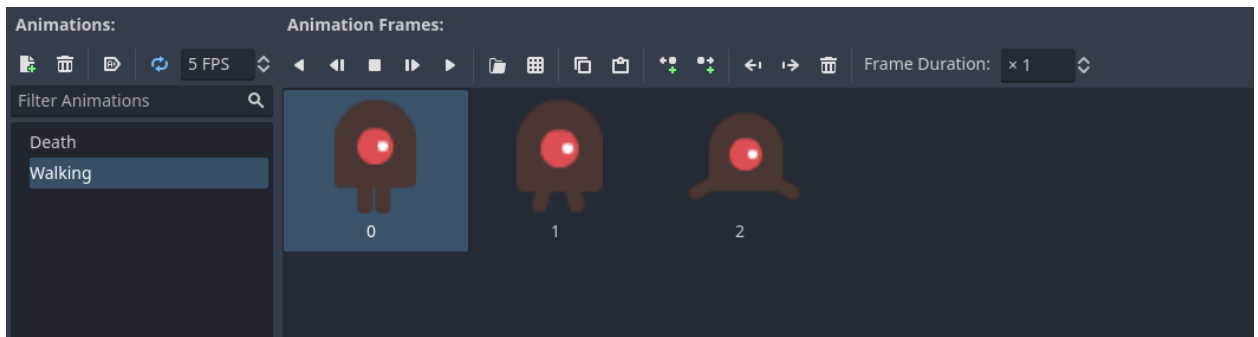 Animations:
Animation Frames:
5 FPS
Frame Duration:
× 1
Filter Animations
Death
Walking
0
1
2